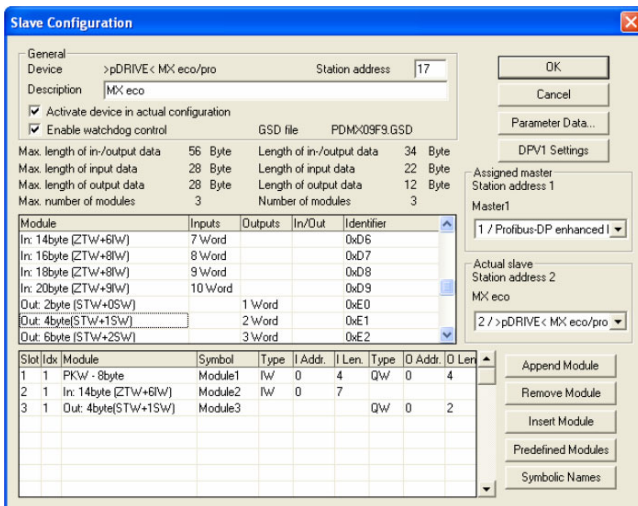 Slave Configuration
General
Device >pDRIVE< MX eco/pro Station address 17
Description MX eco
Activate device in actual configuration
Enable watchdog control GSD file PDMX09F9.GSD
Max. length of in-/output data 56 Byte Length of in-/output data 34 Byte
Max. length of input data 28 Byte Length of input data 22 Byte
Max. length of output data 28 Byte Length of output data 12 Byte
Max. number of modules 3 Number of modules 3
Module Inputs Outputs In/Out Identifier
In: 14byte (ZTW+6IW) 7 Word 0xD6
In: 16byte (ZTW+7IW) 8 Word 0xD7
In: 18byte (ZTW+8IW) 9 Word 0xD8
In: 20byte (ZTW+9IW) 10 Word 0xD9
Out: 2byte (STW+0SW) 1 Word 0xE0
Out: 4byte(STW+1SW) 2 Word 0xE1
Out: 6byte (STW+2SW) 3 Word 0xE2
Slot Idx Module Symbol Type I Addr. I Len. Type O Addr. O Len
1 1 PKW - 8byte Module1 IW 0 4 QW 0 4
2 1 In: 14byte (ZTW+6IW) Module2 IW 0 7
3 1 Out: 4byte(STW+1SW) Module3 QW 0 2
OK
Cancel
Parameter Data...
DPV1 Settings
Assigned master
Station address 1
Master1
1 / Profibus-DP enhanced
Actual slave
Station address 2
MX eco
2 / >pDRIVE< MX eco/pro
Append Module
Remove Module
Insert Module
Predefined Modules
Symbolic Names